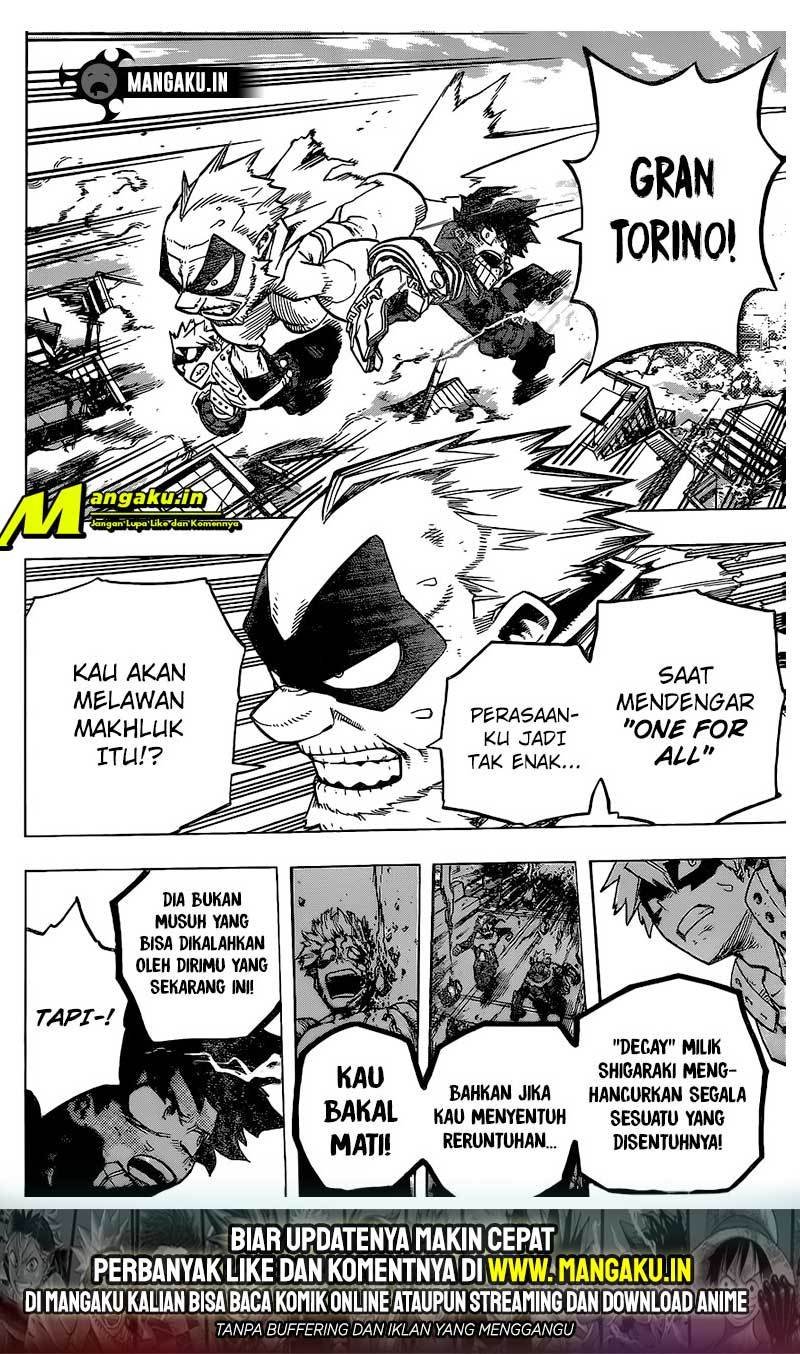 MANGAKU.IN
GRAN
TORINO!
Mangaku.in
Jangan Lupa Like dan Komennya
SAAT
MENDENGAR
"ONE FOR
ALL"
PERASAAN-
KU JADI
TAK ENAK...
KAU AKAN
MELAWAN
MAKHLUK
ITU!?
"DECAY" MILIK
SHIGARAKI MENG-
HANCURKAN SEGALA
SESUATU YANG
DISENTUHNYA!
BAHKAN JIKA
KAU MENYENTUH
RERUNTUHAN...
KAU
BAKAL
MATI!
DIA BUKAN
MUSUH YANG
BISA DIKALAHKAN
OLEH DIRIMU YANG
SEKARANG INI!
TAPI-!
BIAR UPDATENYA MAKIN CEPAT
PERBANYAK LIKE DAN KOMENTNYA DI WWW. MANGAKU.IN
DI MANGAKU KALIAN BISA BACA KOMIK ONLINE ATAUPUN STREAMING DAN DOWNLOAD ANIME
TANPA BUFFERING DAN IKLAN YANG MENGGANGU